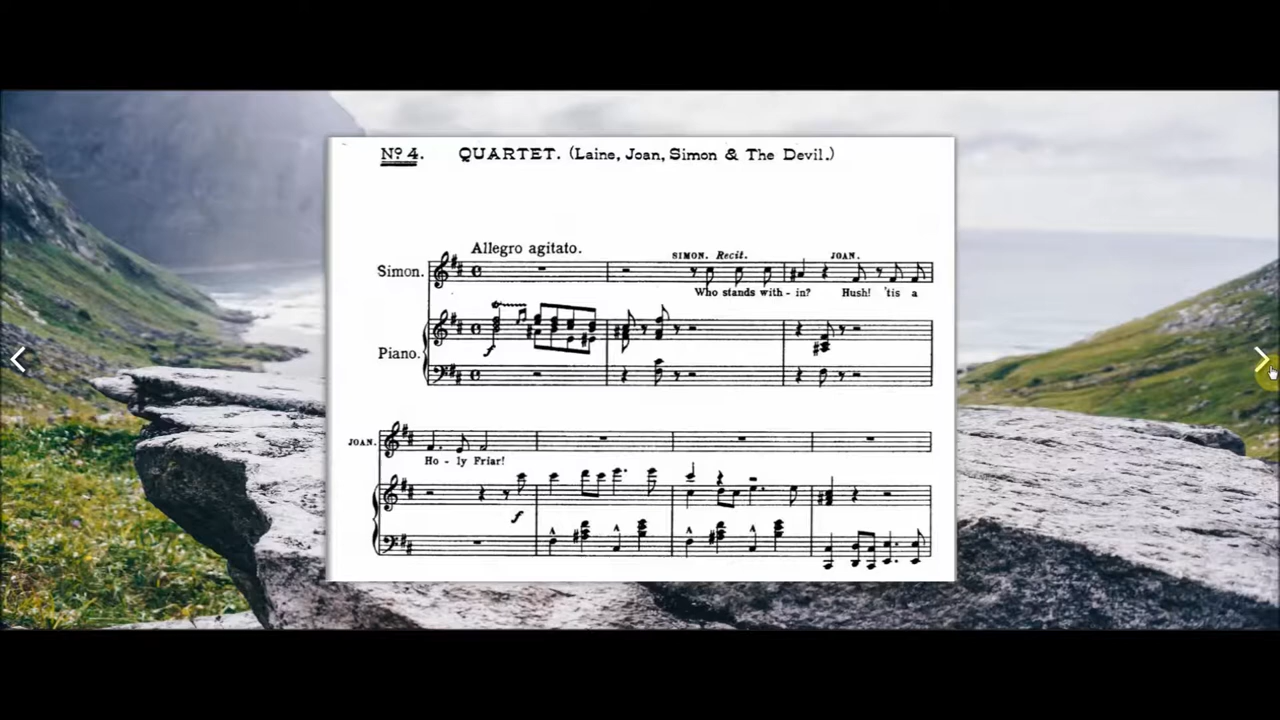 Nº 4. QUARTET. (Laine, Joan, Simon & The Devil.)
Allegro agitato.
SIMON. Recit. JOAN.
Simon.
Who stands with - in? Hush! 'tis a
Piano.
f
JOAN.
Ho - ly Friar!
f